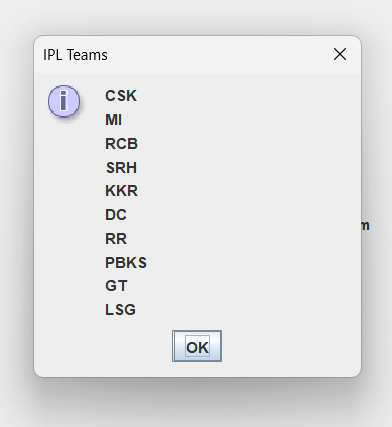 IPL Teams
CSK
MI
RCB
SRH
KKR
DC
RR
PBKS
GT
LSG
OK